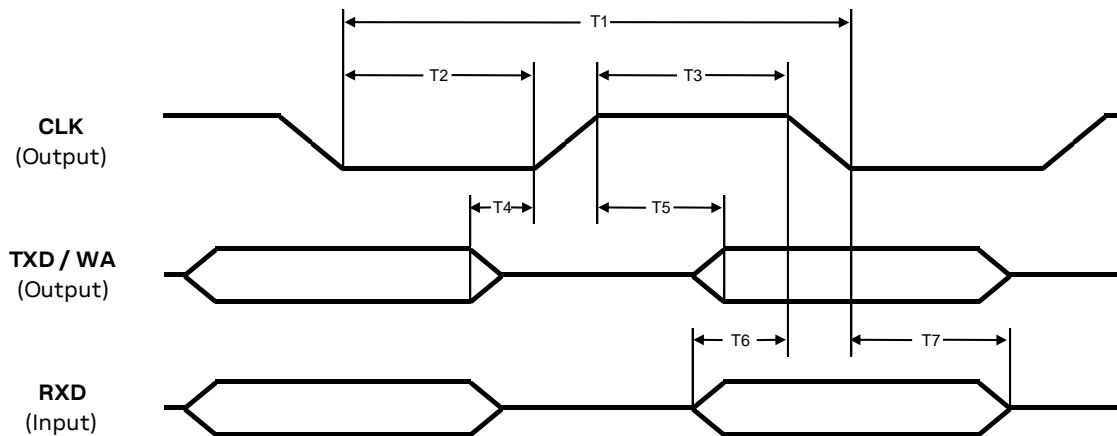 T1
T2
T3
CLK
(Output)
T4
T5
TXD / WA
(Output)
T6
T7
RXD
(Input)